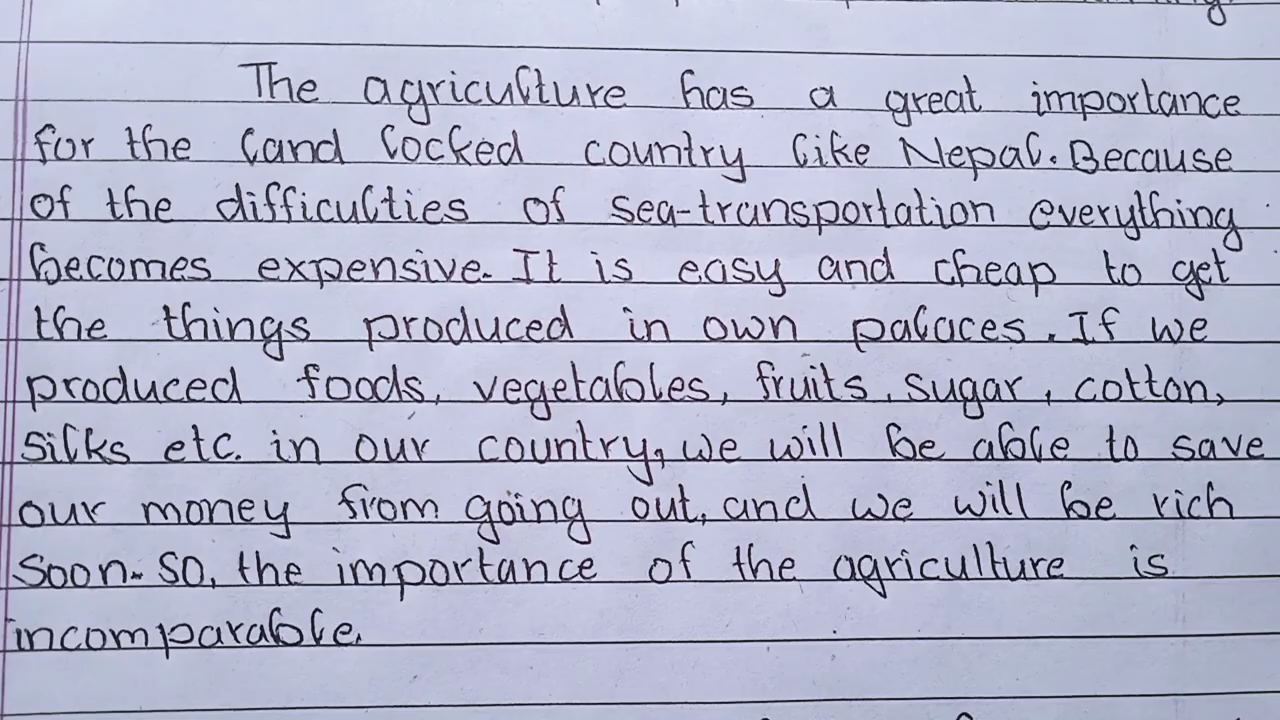 The agriculture has a great importance
for the land locked country like Nepal. Because
of the difficulties of sea-transportation everything
becomes expensive. It is easy and cheap to get
the things produced in own palaces. If we
produced foods, vegetables, fruits, sugar, cotton,
silks etc. in our country, we will be able to save
our money from going out, and we will be rich
soon. So, the importance of the agriculture is
incomparable.